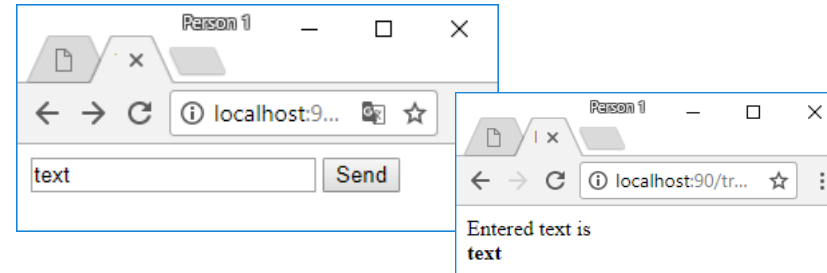 Person 1
localhost:9...
text
Send
Person 1
localhost:90/tr...
Entered text is
text